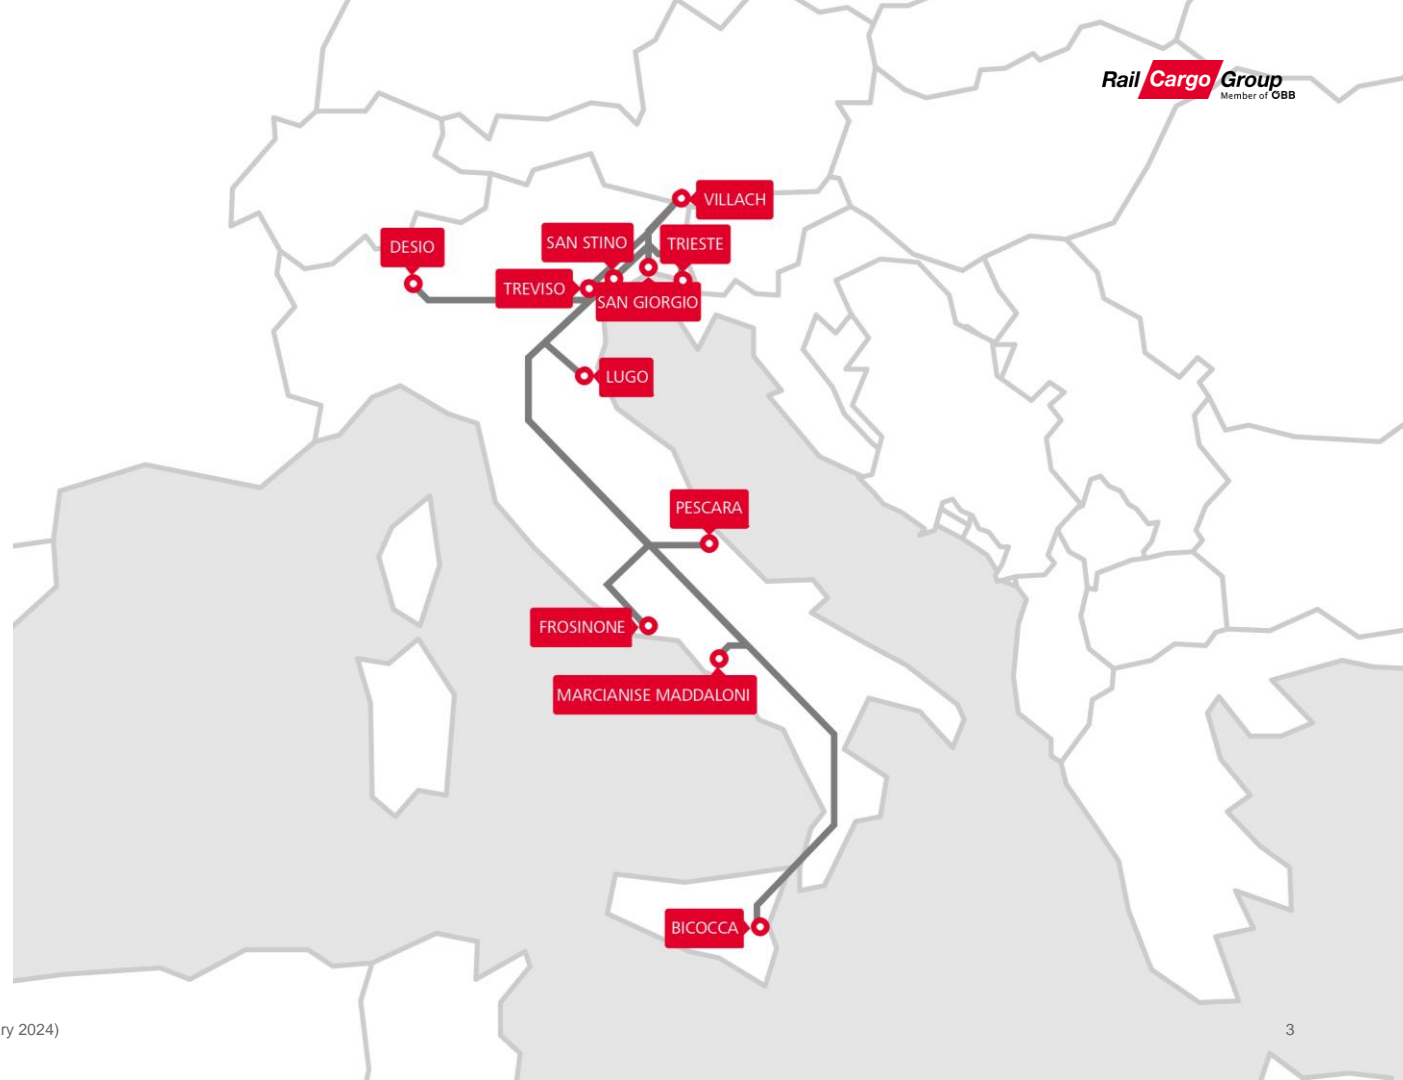 Rail Cargo Group
Member of ÖBB
VILLACH
SAN STINO
TRIESTE
DESIO
TREVISO
SAN GIORGIO
LUGO
PESCARA
FROSINONE
MARCIANISE MADDALONI
BICOCCA
ry 2024)
3